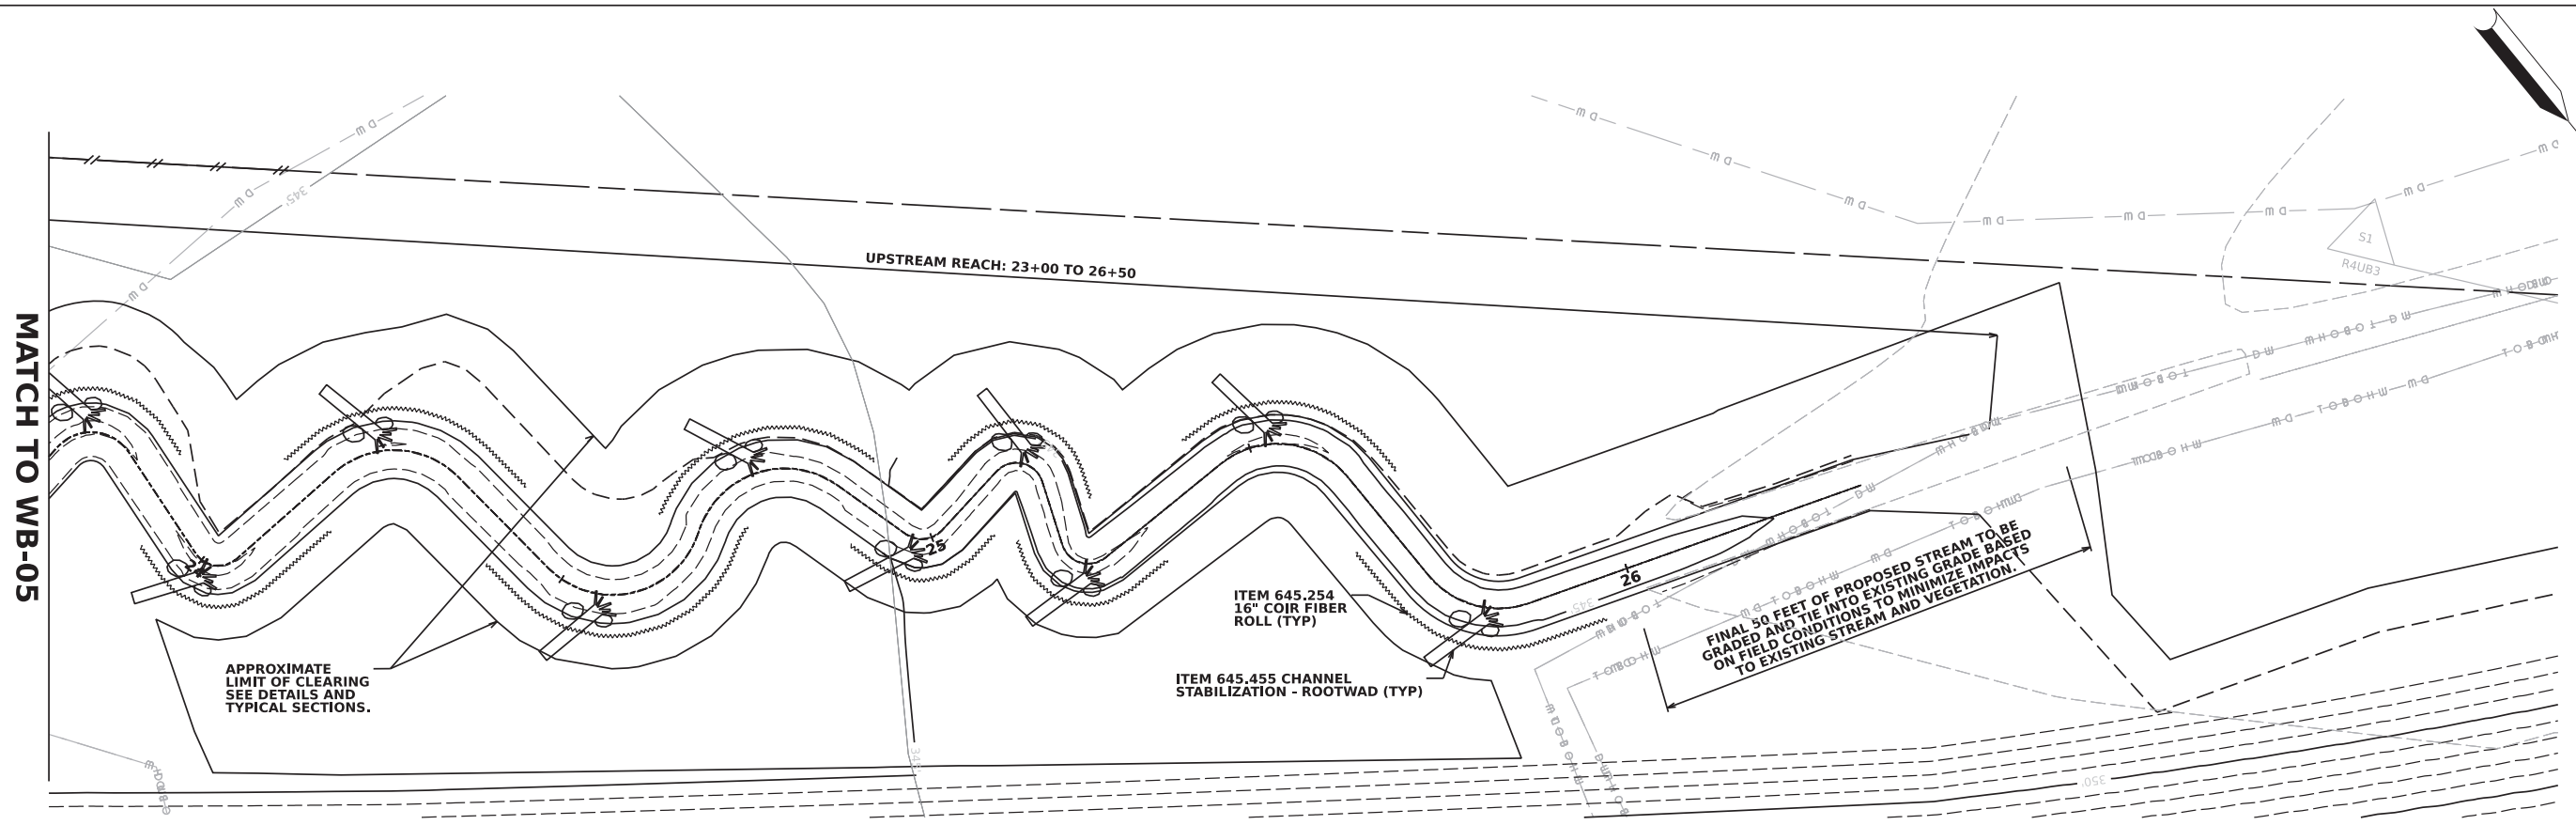 MATCH TO WB-05
UPSTREAM REACH: 23+00 TO 26+50
345'
S1
R4UB3
25
26
345'
ITEM 645.254
16" COIR FIBER
ROLL (TYP)
ITEM 645.455 CHANNEL
STABILIZATION - ROOTWAD (TYP)
APPROXIMATE
LIMIT OF CLEARING
SEE DETAILS AND
TYPICAL SECTIONS.
FINAL 50 FEET OF PROPOSED STREAM TO BE
GRADED AND TIE INTO EXISTING GRADE BASED
ON FIELD CONDITIONS TO MINIMIZE IMPACTS
TO EXISTING STREAM AND VEGETATION.
350'